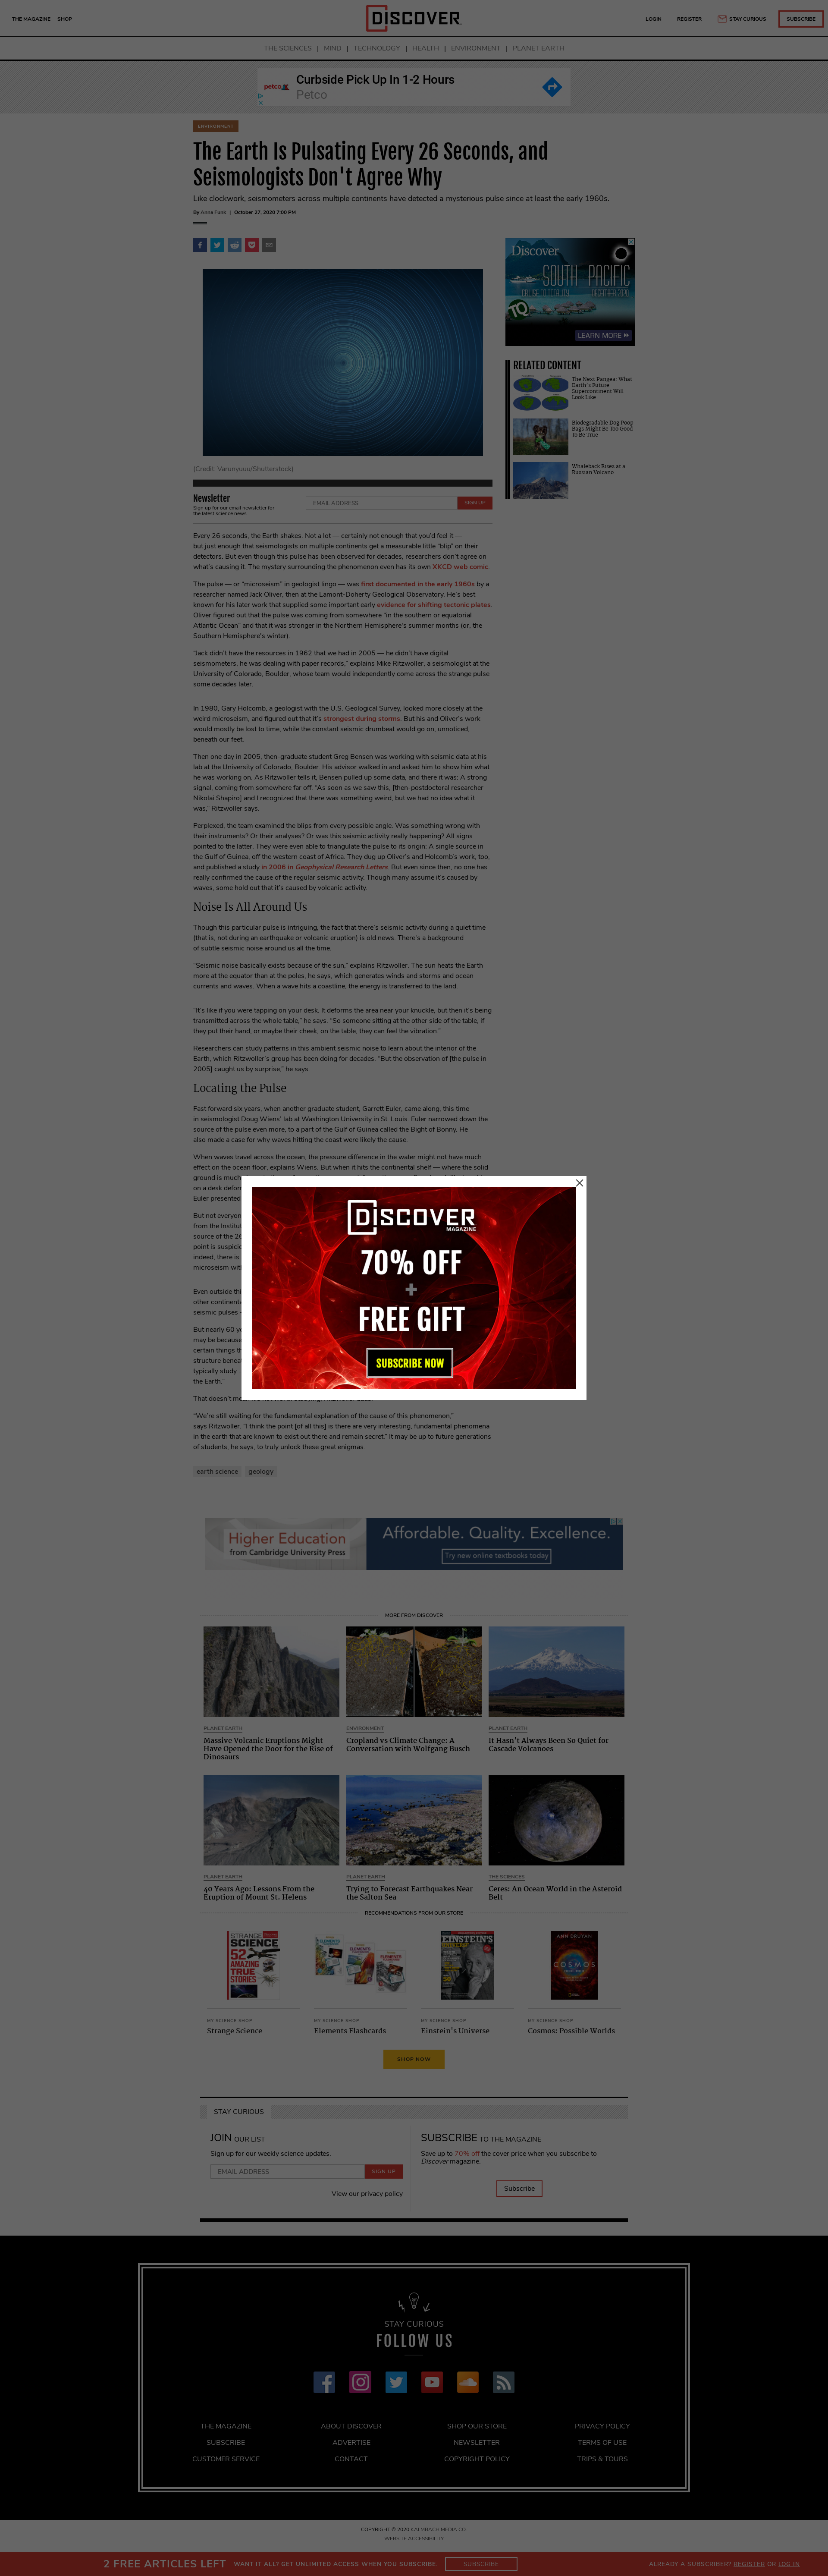 THE MAGAZINE SHOP
DISCOVER
LOGIN REGISTER STAY CURIOUS SUBSCRIBE
THE SCIENCES | MIND | TECHNOLOGY | HEALTH | ENVIRONMENT | PLANET EARTH
petco
Curbside Pick Up In 1-2 Hours
Petco
ENVIRONMENT
The Earth Is Pulsating Every 26 Seconds, and
Seismologists Don't Agree Why
Like clockwork, seismometers across multiple continents have detected a mysterious pulse since at least the early 1960s.
By Anna Funk | October 27, 2020 7:00 PM
(Credit: Varunyuuu/Shutterstock)
Newsletter
Sign up for our email newsletter for
the latest science news
EMAIL ADDRESS
SIGN UP
Every 26 seconds, the Earth shakes. Not a lot — certainly not enough that you'd feel it —
but just enough that seismologists on multiple continents get a measurable little "blip" on their
detectors. But even though this pulse has been observed for decades, researchers don't agree on
what's causing it. The mystery surrounding the phenomenon even has its own XKCD web comic.
The pulse — or "microseism" in geologist lingo — was first documented in the early 1960s by a
researcher named Jack Oliver, then at the Lamont-Doherty Geological Observatory. He's best
known for his later work that supplied some important early evidence for shifting tectonic plates.
Oliver figured out that the pulse was coming from somewhere "in the southern or equatorial
Atlantic Ocean" and that it was stronger in the Northern Hemisphere's summer months (or, the
Southern Hemisphere's winter).
"Jack didn't have the resources in 1962 that we had in 2005 — he didn't have digital
seismometers, he was dealing with paper records," explains Mike Ritzwoller, a seismologist at the
University of Colorado, Boulder, whose team would independently come across the strange pulse
some decades later.
In 1980, Gary Holcomb, a geologist with the U.S. Geological Survey, looked more closely at the
weird microseism, and figured out that it's strongest during storms. But his and Oliver's work
would mostly be lost to time, while the constant seismic drumbeat would go on, unnoticed,
beneath our feet.
Then one day in 2005, then-graduate student Greg Bensen was working with seismic data at his
lab at the University of Colorado, Boulder. His advisor walked in and asked him to show him what
he was working on. As Ritzwoller tells it, Bensen pulled up some data, and there it was: A strong
signal, coming from somewhere far off. "As soon as we saw this, [then-postdoctoral researcher
Nikolai Shapiro] and I recognized that there was something weird, but we had no idea what it
was," Ritzwoller says.
Perplexed, the team examined the blips from every possible angle. Was something wrong with
their instruments? Or their analyses? Or was this seismic activity really happening? All signs
pointed to the latter. They were even able to triangulate the pulse to its origin: A single source in
the Gulf of Guinea, off the western coast of Africa. They dug up Oliver's and Holcomb's work, too,
and published a study in 2006 in Geophysical Research Letters. But even since then, no one has
really confirmed the cause of the regular seismic activity. Though many assume it's caused by
waves, some hold out that it's caused by volcanic activity.
Noise Is All Around Us
Though this particular pulse is intriguing, the fact that there's seismic activity during a quiet time
(that is, not during an earthquake or volcanic eruption) is old news. There's a background
of subtle seismic noise around us all the time.
"Seismic noise basically exists because of the sun," explains Ritzwoller. The sun heats the Earth
more at the equator than at the poles, he says, which generates winds and storms and ocean
currents and waves. When a wave hits a coastline, the energy is transferred to the land.
"It's like if you were tapping on your desk. It deforms the area near your knuckle, but then it's being
transmitted across the whole table," he says. "So someone sitting at the other side of the table, if
they put their hand, or maybe their cheek, on the table, they can feel the vibration."
Researchers can study patterns in this ambient seismic noise to learn about the interior of the
Earth, which Ritzwoller's group has been doing for decades. "But the observation of [the pulse in
2005] caught us by surprise," he says.
Locating the Pulse
Fast forward six years, when another graduate student, Garrett Euler, came along, this time
in seismologist Doug Wiens' lab at Washington University in St. Louis. Euler narrowed down the
source of the pulse even more, to a part of the Gulf of Guinea called the Bight of Bonny. He
also made a case for why waves hitting the coast were likely the cause.
When waves travel across the ocean, the pressure difference in the water might not have much
effect on the ocean floor, explains Wiens. But when it hits the continental shelf — where the solid
ground is much
on a desk defor
Euler presented
But not everyon
from the Institut
source of the 26
point is suspicio
indeed, there is
microseism with
Even outside thi
other continenta
seismic pulses
But nearly 60 ye
may be because
certain things th
structure benea
typically study
the Earth."
That doesn't me
"We're still waiting for the fundamental explanation of the cause of this phenomenon,"
says Ritzwoller. "I think the point [of all this] is there are very interesting, fundamental phenomena
in the earth that are known to exist out there and remain secret." It may be up to future generations
of students, he says, to truly unlock these great enigmas.
earth science geology
Discover
SOUTH PACIFIC
LEARN MORE
RELATED CONTENT
The Next Pangea: What
Earth's Future
Supercontinent Will
Look Like
Biodegradable Dog Poop
Bags Might Be Too Good
To Be True
Whaleback Rises at a
Russian Volcano
DISCOVER
MAGAZINE
70% OFF
+
FREE GIFT
SUBSCRIBE NOW
Higher Education
from Cambridge University Press
Affordable. Quality. Excellence.
Try new online textbooks today
MORE FROM DISCOVER
PLANET EARTH
Massive Volcanic Eruptions Might
Have Opened the Door for the Rise of
Dinosaurs
ENVIRONMENT
Cropland vs Climate Change: A
Conversation with Wolfgang Busch
PLANET EARTH
It Hasn't Always Been So Quiet for
Cascade Volcanoes
PLANET EARTH
40 Years Ago: Lessons From the
Eruption of Mount St. Helens
PLANET EARTH
Trying to Forecast Earthquakes Near
the Salton Sea
THE SCIENCES
Ceres: An Ocean World in the Asteroid
Belt
RECOMMENDATIONS FROM OUR STORE
STRANGE
SCIENCE
52
AMAZING
TRUE
STORIES
EINSTEIN'S
ANN DRUYAN
COSMOS
MY SCIENCE SHOP
Strange Science
MY SCIENCE SHOP
Elements Flashcards
MY SCIENCE SHOP
Einstein's Universe
MY SCIENCE SHOP
Cosmos: Possible Worlds
SHOP NOW
STAY CURIOUS
JOIN OUR LIST
Sign up for our weekly science updates.
EMAIL ADDRESS
SIGN UP
View our privacy policy
SUBSCRIBE TO THE MAGAZINE
Save up to 70% off the cover price when you subscribe to
Discover magazine.
Subscribe
STAY CURIOUS
FOLLOW US
THE MAGAZINE ABOUT DISCOVER SHOP OUR STORE PRIVACY POLICY
SUBSCRIBE ADVERTISE NEWSLETTER TERMS OF USE
CUSTOMER SERVICE CONTACT COPYRIGHT POLICY TRIPS & TOURS
COPYRIGHT © 2020 KALMBACH MEDIA CO.
WEBSITE ACCESSIBILITY
2 FREE ARTICLES LEFT WANT IT ALL? GET UNLIMITED ACCESS WHEN YOU SUBSCRIBE. SUBSCRIBE ALREADY A SUBSCRIBER? REGISTER OR LOG IN